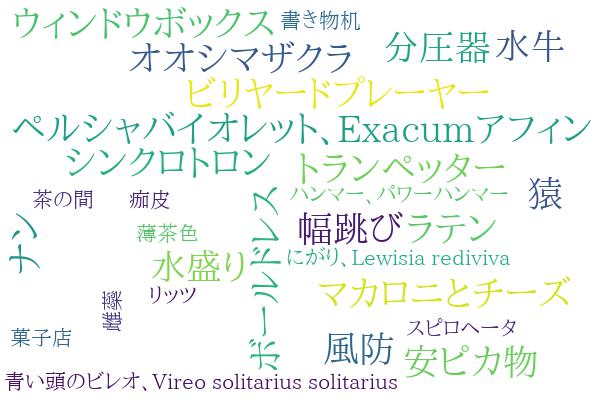 ウィンドウボックス
書き物机
オオシマザクラ
分圧器
水牛
ビリヤードプレーヤー
ペルシャバイオレット、Exacumアフィン
シンクロトロン
トランペッター
猿
茶の間
痂皮
ハンマー、パワーハンマー
ナン
薄茶色
ボールドレス
幅跳び
ラテン
水盛り
にがり、Lewisia rediviva
雌蘂
リッツ
マカロニとチーズ
菓子店
風防
スピロヘータ
安ピカ物
青い頭のビレオ、Vireo solitarius solitarius